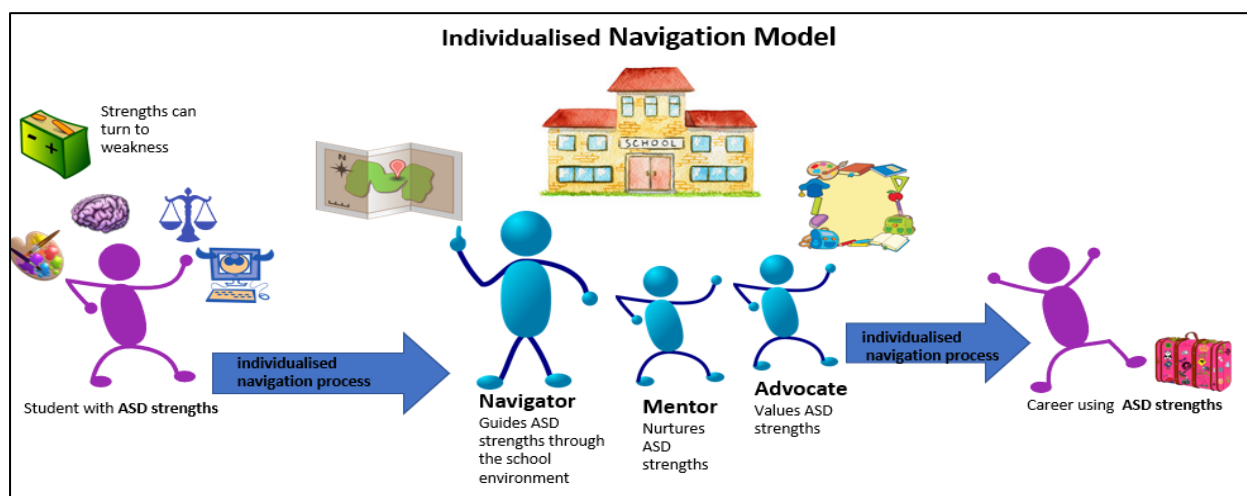 Individualised Navigation Model
Strengths can
turn to
weakness
N
SCHOOL
individualised
navigation process
individualised
navigation process
Student with ASD strengths
Navigator
Guides ASD
strengths through
the school
environment
Mentor
Nurtures
ASD
strengths
Advocate
Values ASD
strengths
Career using ASD strengths